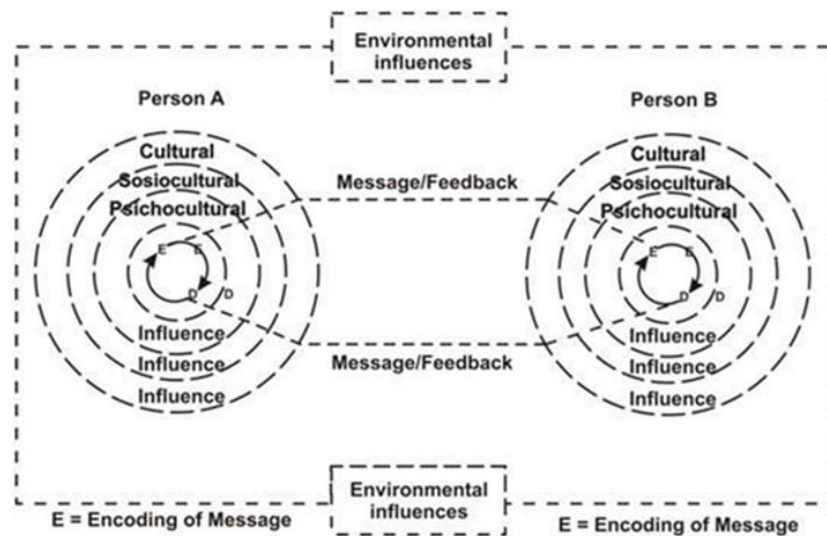 Environmental
influences
Person A
Person B
Cultural
Sosiocultural
Psichocultural
E E
D D
Influence
Influence
Influence
Message/Feedback
Message/Feedback
Cultural
Sosiocultural
Psichocultural
E E
D D
Influence
Influence
Influence
Environmental
influences
E = Encoding of Message
E = Encoding of Message